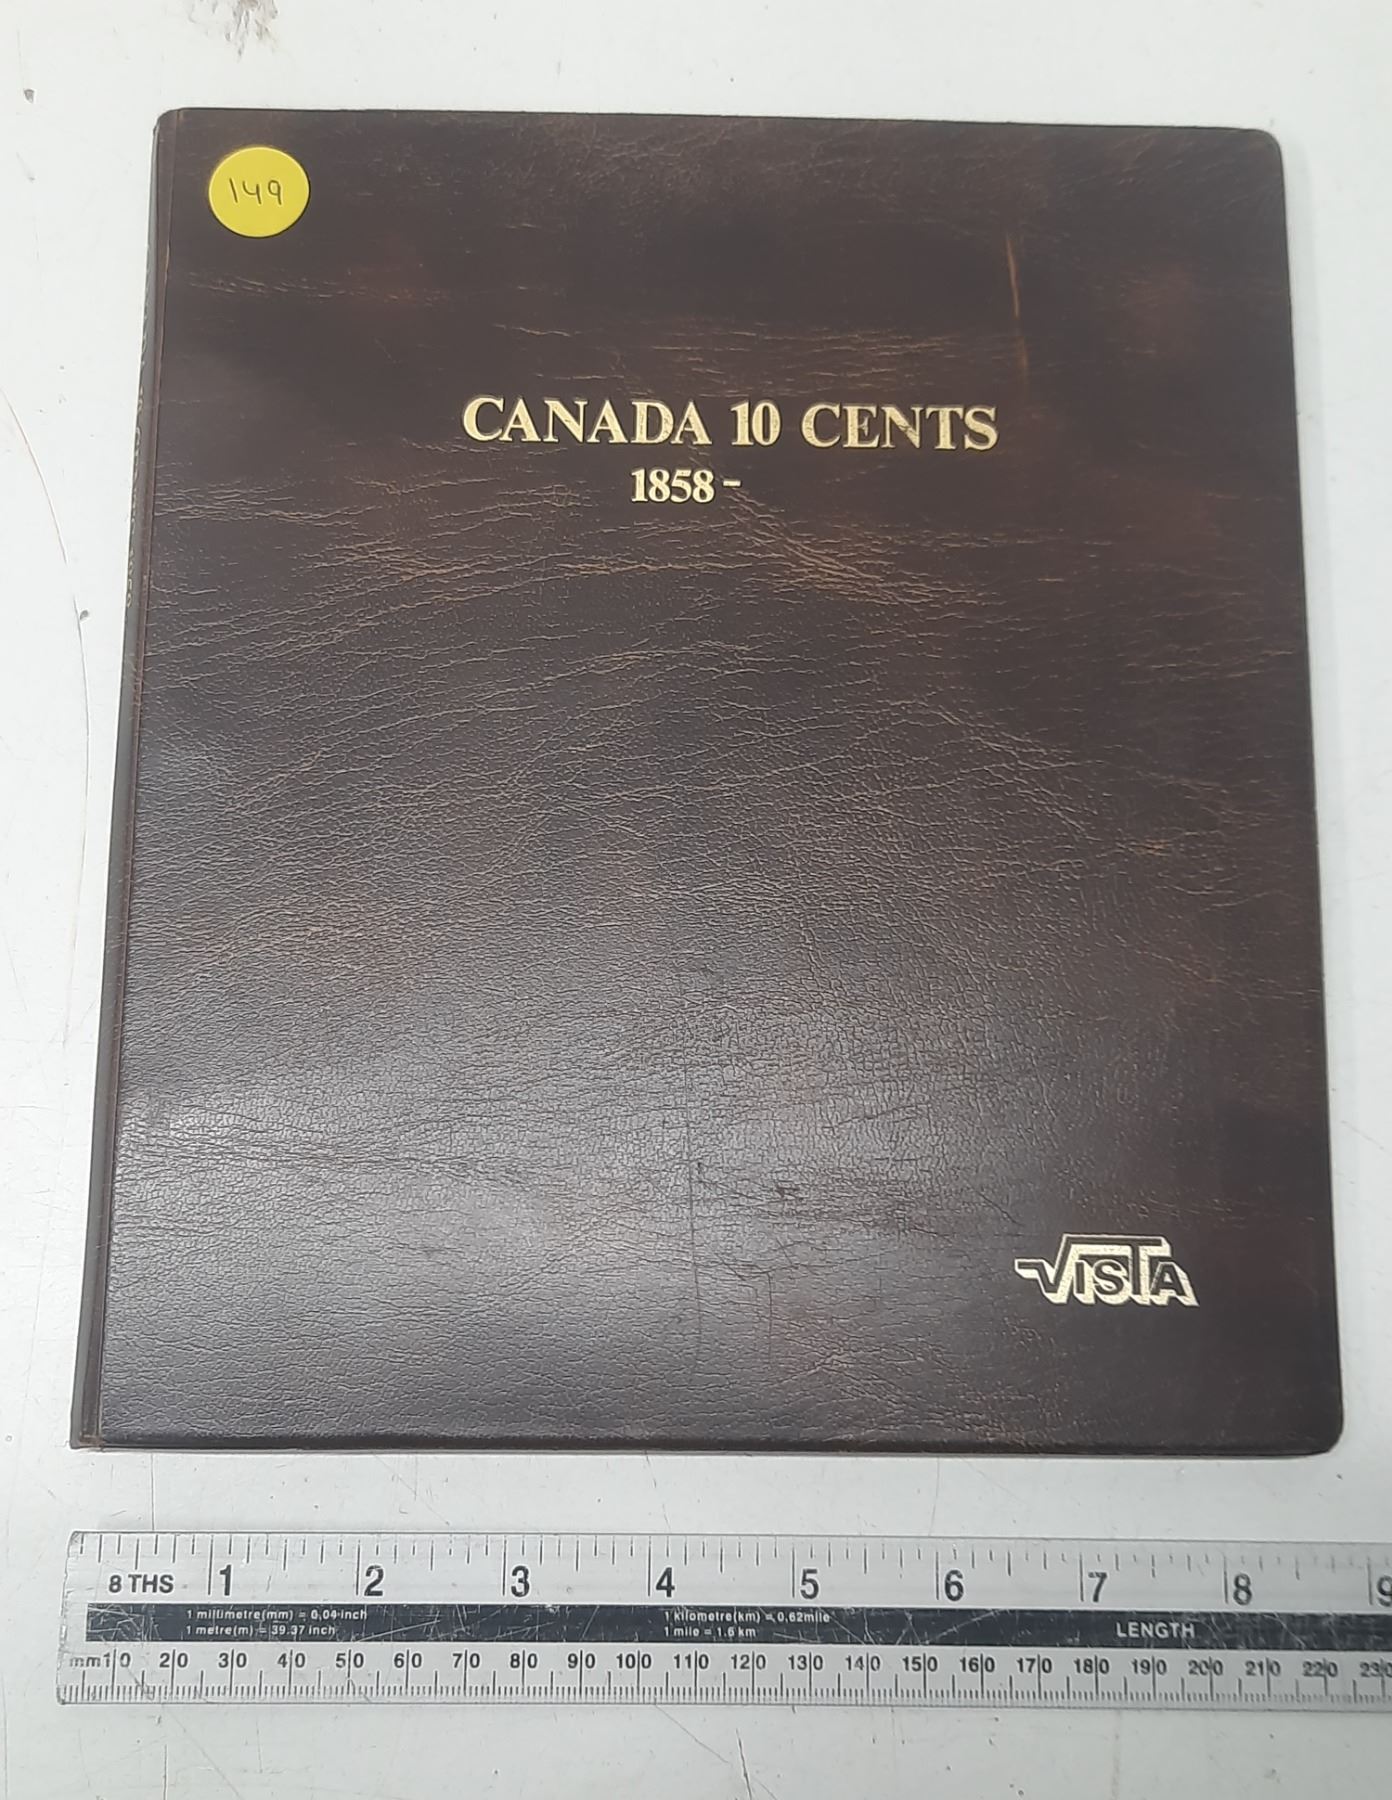 149
CANADA 10 CENTS
1858 -
VISTA
8 THS 1 2 3 4 5 6 7 8 9
1 millimetre(mm) = 0,04 inch 1 kilometre(km) = 0,62mile
1 metre(m) = 39.37 inch 1 mile = 1.6 km LENGTH
mm 10 20 30 40 50 60 70 80 90 100 110 120 130 140 150 160 170 180 190 200 210 220 230